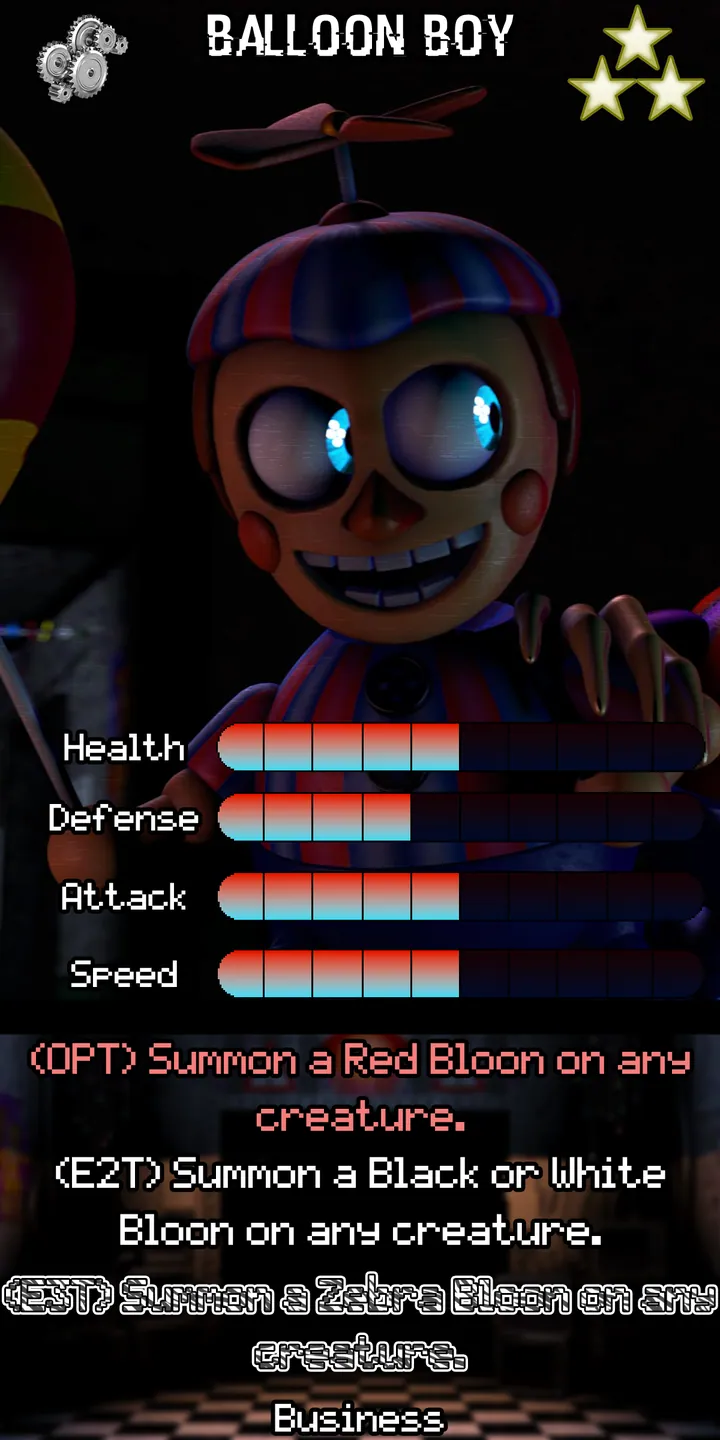 BALLOON BOY
Health
Defense
Attack
Speed
(OPT) Summon a Red Bloon on any
creature.
(E2T) Summon a Black or White
Bloon on any creature.
(E3T) Summon a Zebra Bloon on any
creature.
Business